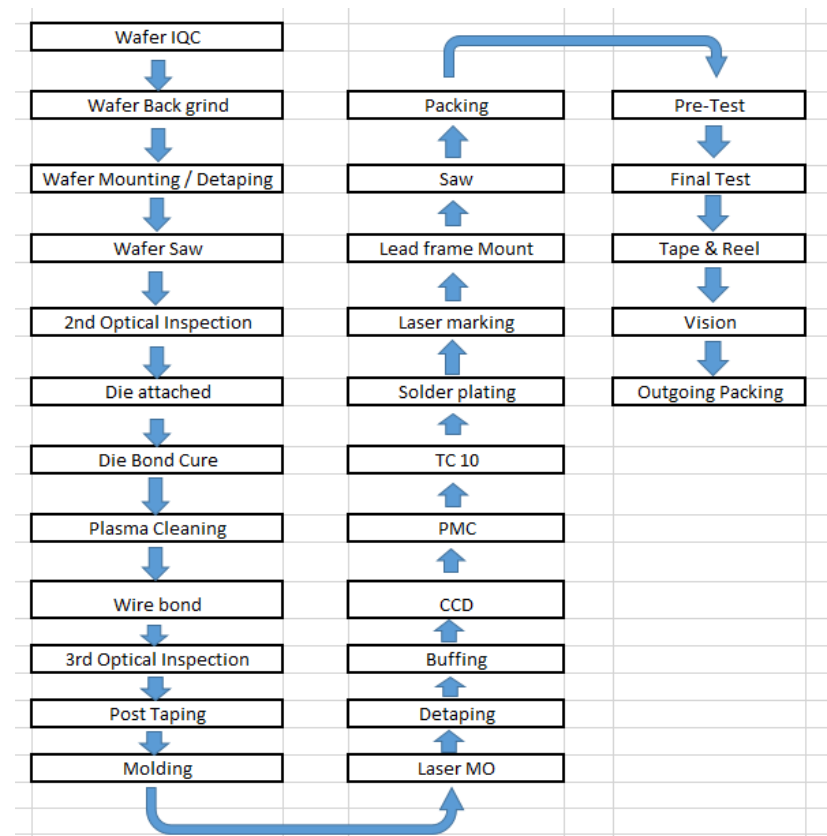 Wafer IQC
Wafer Back grind
Wafer Mounting / Detaping
Wafer Saw
2nd Optical Inspection
Die attached
Die Bond Cure
Plasma Cleaning
Wire bond
3rd Optical Inspection
Post Taping
Molding
Laser MO
Detaping
Buffing
CCD
PMC
TC 10
Solder plating
Laser marking
Lead frame Mount
Saw
Packing
Pre-Test
Final Test
Tape & Reel
Vision
Outgoing Packing